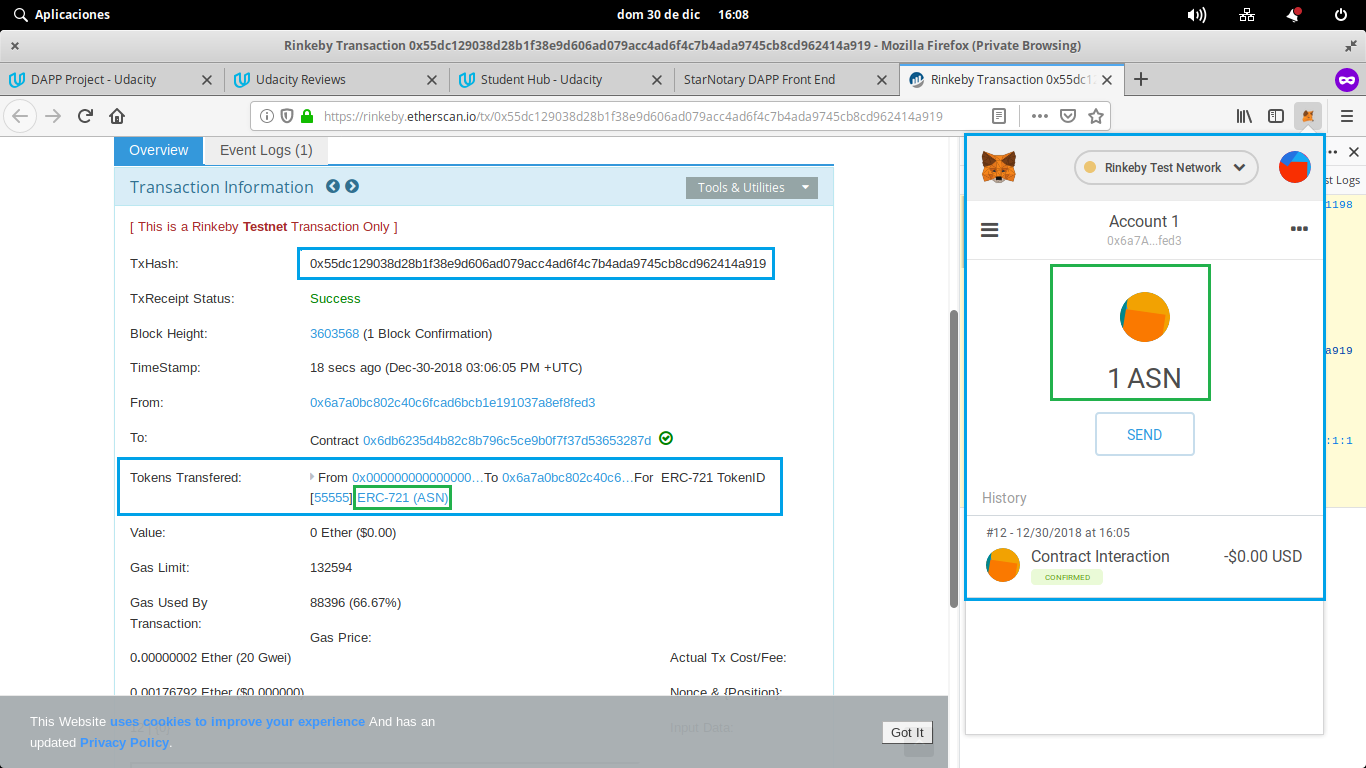 Aplicaciones
dom 30 de dic 16:08
Rinkeby Transaction 0x55dc129038d28b1f38e9d606ad079acc4ad6f4c7b4ada9745cb8cd962414a919 - Mozilla Firefox (Private Browsing)
DAPP Project - Udacity
Udacity Reviews
Student Hub - Udacity
StarNotary DAPP Front End
Rinkeby Transaction 0x55dc1
https://rinkeby.etherscan.io/tx/0x55dc129038d28b1f38e9d606ad079acc4ad6f4c7b4ada9745cb8cd962414a919
Overview
Event Logs (1)
Transaction Information
Tools & Utilities
[ This is a Rinkeby Testnet Transaction Only ]
TxHash:
0x55dc129038d28b1f38e9d606ad079acc4ad6f4c7b4ada9745cb8cd962414a919
TxReceipt Status:
Success
Block Height:
3603568 (1 Block Confirmation)
TimeStamp:
18 secs ago (Dec-30-2018 03:06:05 PM +UTC)
From:
0x6a7a0bc802c40c6fcad6bcb1e191037a8ef8fed3
To:
Contract 0x6db6235d4b82c8b796c5ce9b0f7f37d53653287d
Tokens Transfered:
From 0x000000000000000...To 0x6a7a0bc802c40c6...For ERC-721 TokenID
[55555] ERC-721 (ASN)
Value:
0 Ether ($0.00)
Gas Limit:
132594
Gas Used By
Transaction:
88396 (66.67%)
Gas Price:
0.00000002 Ether (20 Gwei)
Actual Tx Cost/Fee:
0.00176792 Ether ($0.000000)
Nonce & {Position}:
Input Data:
This Website uses cookies to improve your experience And has an
updated Privacy Policy.
Got It
Rinkeby Test Network
Account 1
0x6a7A...fed3
1 ASN
SEND
History
#12 - 12/30/2018 at 16:05
Contract Interaction
-$0.00 USD
CONFIRMED
st Logs
1198
a919
:1:1